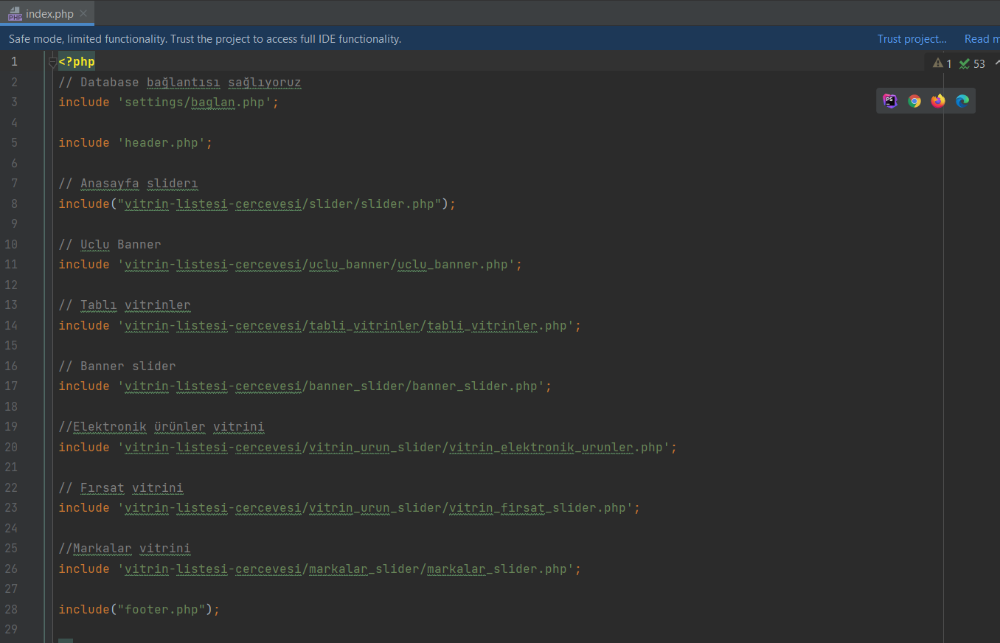 index.php
Safe mode, limited functionality. Trust the project to access full IDE functionality. Trust project... Read
1 <?php
1 53
2 // Database bağlantısı sağlıyoruz
3 include 'settings/baglan.php';
4
5 include 'header.php';
6
7 // Anasayfa sliderı
8 include("vitrin-listesi-cercevesi/slider/slider.php");
9
10 // Uclu Banner
11 include 'vitrin-listesi-cercevesi/uclu_banner/uclu_banner.php';
12
13 // Tablı vitrinler
14 include 'vitrin-listesi-cercevesi/tabli_vitrinler/tabli_vitrinler.php';
15
16 // Banner slider
17 include 'vitrin-listesi-cercevesi/banner_slider/banner_slider.php';
18
19 //Elektronik ürünler vitrini
20 include 'vitrin-listesi-cercevesi/vitrin_urun_slider/vitrin_elektronik_urunler.php';
21
22 // Fırsat vitrini
23 include 'vitrin-listesi-cercevesi/vitrin_urun_slider/vitrin_firsat_slider.php';
24
25 //Markalar vitrini
26 include 'vitrin-listesi-cercevesi/markalar_slider/markalar_slider.php';
27
28 include("footer.php");
29